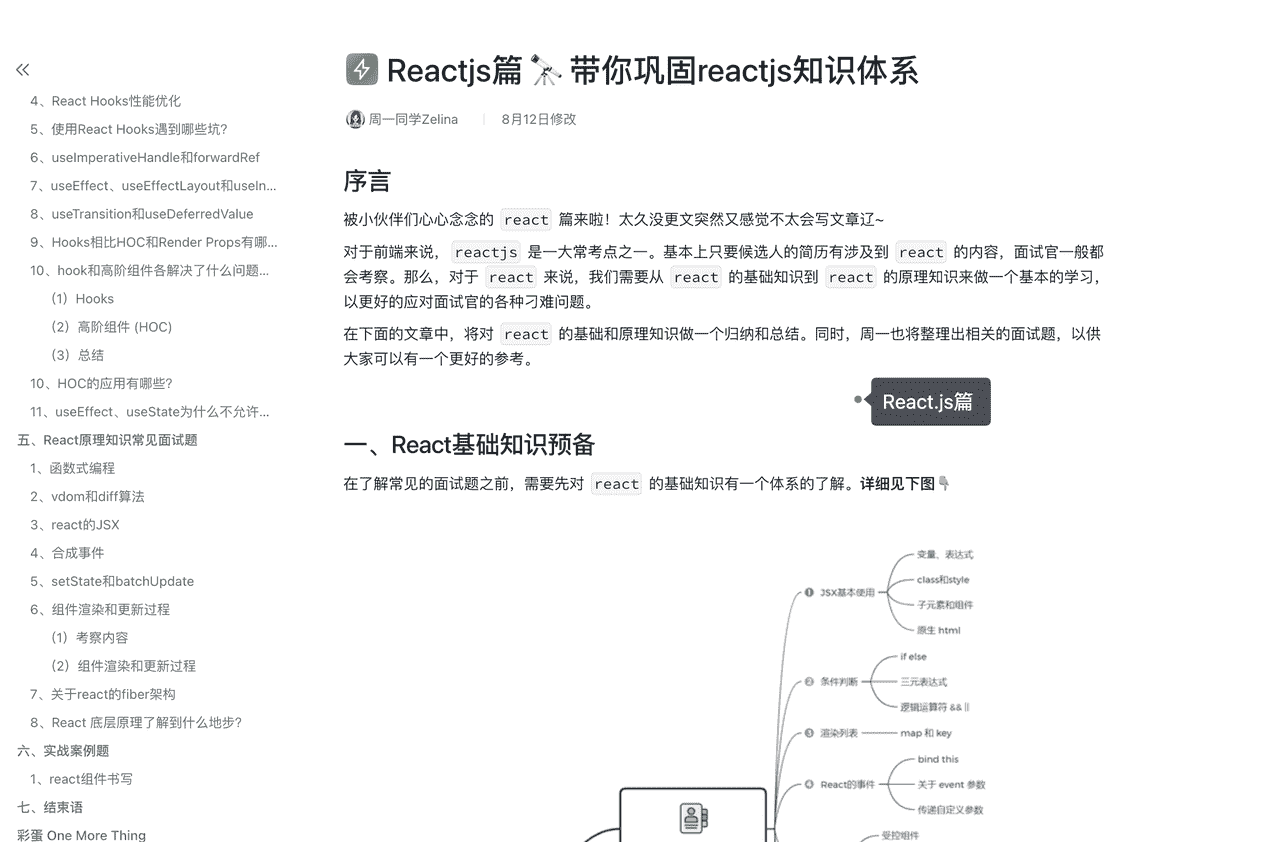 Reactjs篇🔭带你巩固reactjs知识体系
周一同学Zelina
8月12日修改
4、React Hooks性能优化
5、使用React Hooks遇到哪些坑?
6、useImperativeHandle和forwardRef
7、useEffect、useEffectLayout和useIn...
8、useTransition和useDeferredValue
9、Hooks相比HOC和Render Props有哪...
10、hook和高阶组件各解决了什么问题...
（1）Hooks
（2）高阶组件 (HOC)
（3）总结
10、HOC的应用有哪些?
11、useEffect、useState为什么不允许...
五、React原理知识常见面试题
1、函数式编程
2、vdom和diff算法
3、react的JSX
4、合成事件
5、setState和batchUpdate
6、组件渲染和更新过程
（1）考察内容
（2）组件渲染和更新过程
7、关于react的fiber架构
8、React 底层原理了解到什么地步?
六、实战案例题
1、react组件书写
七、结束语
彩蛋 One More Thing
序言
被小伙伴们心心念念的 react 篇来啦！太久没更文突然又感觉不太会写文章辽~
对于前端来说， reactjs 是一大常考点之一。基本上只要候选人的简历有涉及到 react 的内容，面试官一般都
会考察。那么，对于 react 来说，我们需要从 react 的基础知识到 react 的原理知识来做一个基本的学习，
以更好的应对面试官的各种刁难问题。
在下面的文章中，将对 react 的基础和原理知识做一个归纳和总结。同时，周一也将整理出相关的面试题，以供
大家可以有一个更好的参考。
React.js篇
一、React基础知识预备
在了解常见的面试题之前，需要先对 react 的基础知识有一个体系的了解。详细见下图👇
❶ JSX基本使用
变量、表达式
class和style
子元素和组件
原生 html
❷ 条件判断
if else
三元表达式
逻辑运算符 && ||
❸ 渲染列表
map 和 key
❹ React的事件
bind this
关于 event 参数
传递自定义参数
受控组件